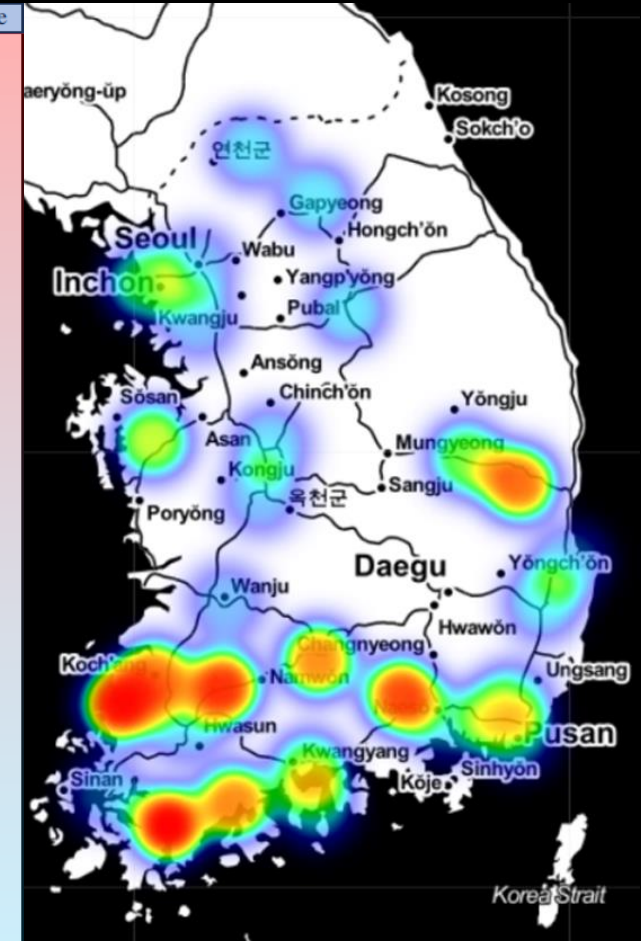 e
aeryŏng-ŭp
Kosong
Sokch'o
연천군
Gapyeong
Hongch'ŏn
Seoul
Wabu
Inchon
Yangp'yŏng
Kwangju
Pubal
Ansŏng
Chinch'ŏn
Sŏsan
Yŏngju
Asan
Mungyeong
Kongju
Sangju
옥천군
Poryŏng
Daegu
Yŏngch'ŏn
Wanju
Hwawŏn
Changnyeong
Koch'ang
Namwŏn
Ungsang
Naesŏ
Hwasun
Pusan
Kwangyang
Sinhyŏn
Sinan
Kŏje
Korea Strait